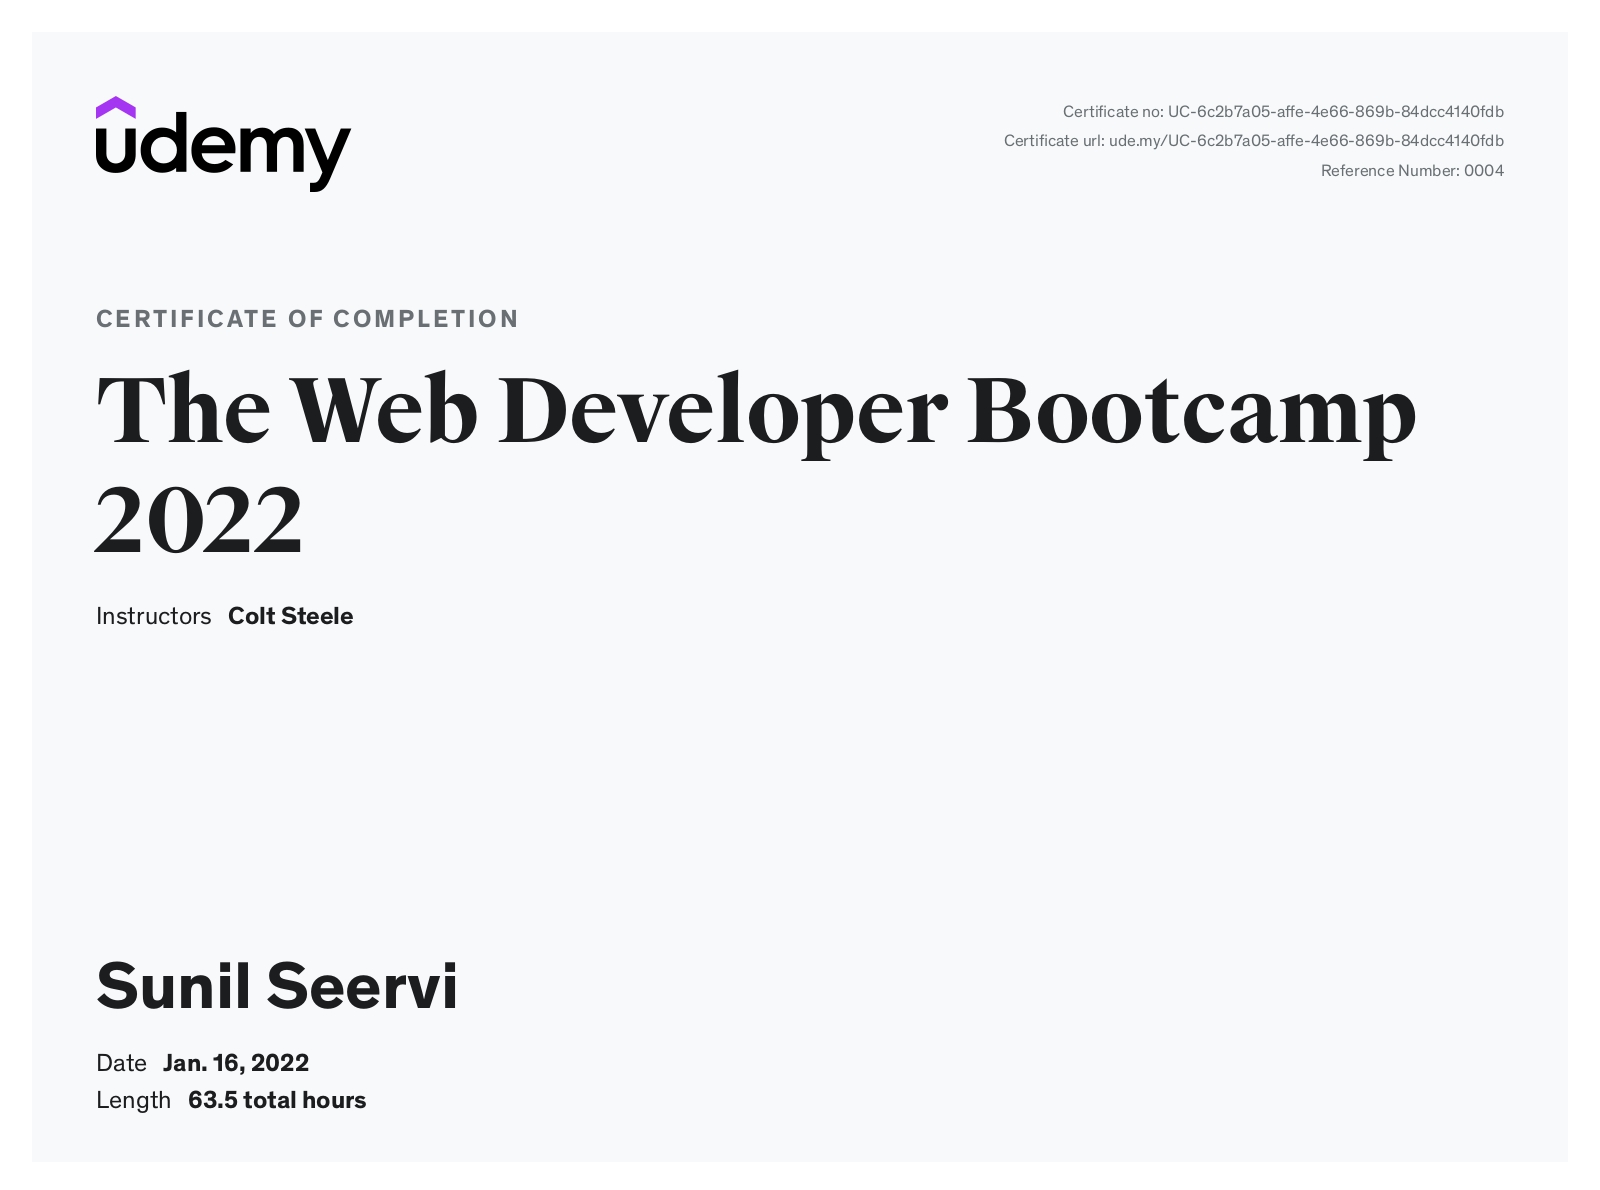 udemy
Certificate no: UC-6c2b7a05-affe-4e66-869b-84dcc4140fdb
Certificate url: ude.my/UC-6c2b7a05-affe-4e66-869b-84dcc4140fdb
Reference Number: 0004
CERTIFICATE OF COMPLETION
The Web Developer Bootcamp
2022
Instructors Colt Steele
Sunil Seervi
Date Jan. 16, 2022
Length 63.5 total hours